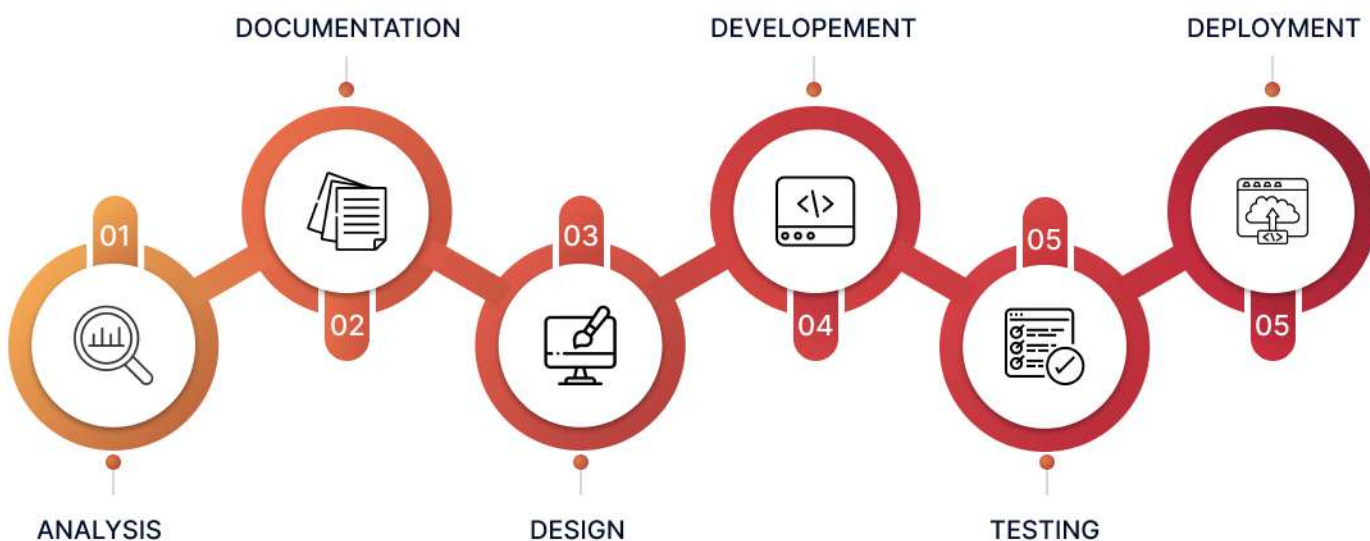 DOCUMENTATION
DEVELOPEMENT
DEPLOYMENT
01
02
03
04
05
05
ANALYSIS
DESIGN
TESTING